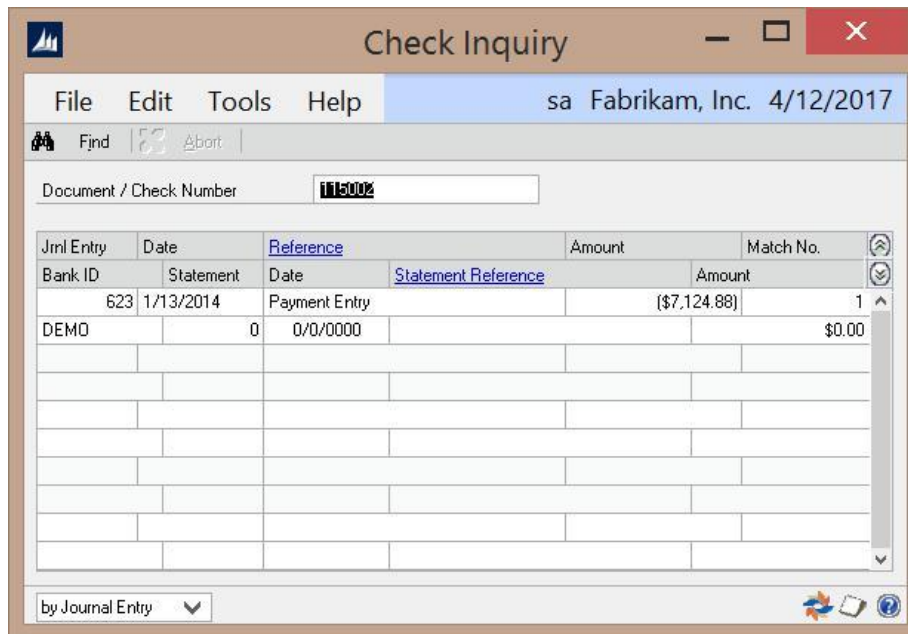 Check Inquiry
File Edit Tools Help sa Fabrikam, Inc. 4/12/2017
Find Abort
Document / Check Number 115002
Jrnl Entry Date Reference Amount Match No.
Bank ID Statement Date Statement Reference Amount
623 1/13/2014 Payment Entry ($7,124.88) 1
DEMO 0 0/0/0000 $0.00
by Journal Entry